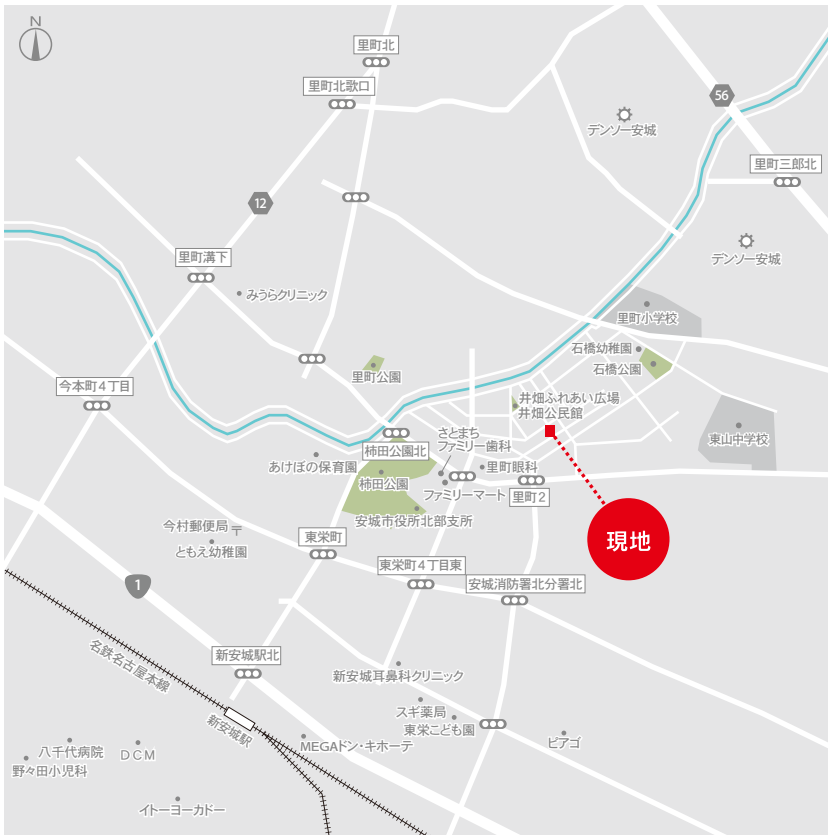 N
里町北
里町北歌口
56
デンソー安城
里町三郎北
12
里町溝下
デンソー安城
みうらクリニック
里町小学校
石橋幼稚園
石橋公園
里町公園
今本町4丁目
井畑ふれあい広場
井畑公民館
さとまち
ファミリー歯科
東山中学校
柿田公園北
あけぼの保育園
柿田公園
里町眼科
ファミリーマート
里町2
安城市役所北部支所
今村郵便局
〒
ともえ幼稚園
東栄町
現地
東栄町4丁目東
安城消防署北分署北
1
名鉄名古屋本線
新安城駅北
新安城耳鼻科クリニック
スギ薬局
東栄こども園
新安城駅
MEGAドン・キホーテ
ピアゴ
八千代病院
DCM
野々田小児科
イトーヨーカドー